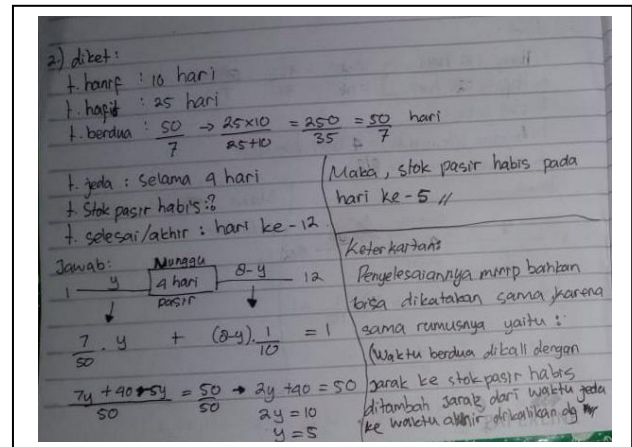 2.) diket:
t. hanif : 10 hari
t. hafit : 25 hari
t. berdua : 50/7 → 25x10/25+10 = 250/35 = 50/7 hari
t. jeda : selama 4 hari
t. stok pasir habis :?
t. selesai/akhir : hari ke-12
Jawab:
Nunggu
1 y 4 hari 8-y 12
pasir
7/50 . y + (8-y) . 1/10 = 1
7y + 40 - 5y/50 = 50/50 → 2y + 40 = 50
2y = 10
y = 5
Maka, stok pasir habis pada
hari ke-5 //
Keterkaitan:
Penyelesaiannya mirip bahkan
bisa dikatakan sama, karena
sama rumusnya yaitu :
(Waktu berdua dikali dengan
jarak ke stok pasir habis
ditambah jarak dari waktu jeda
ke waktu akhir dikalikan dg